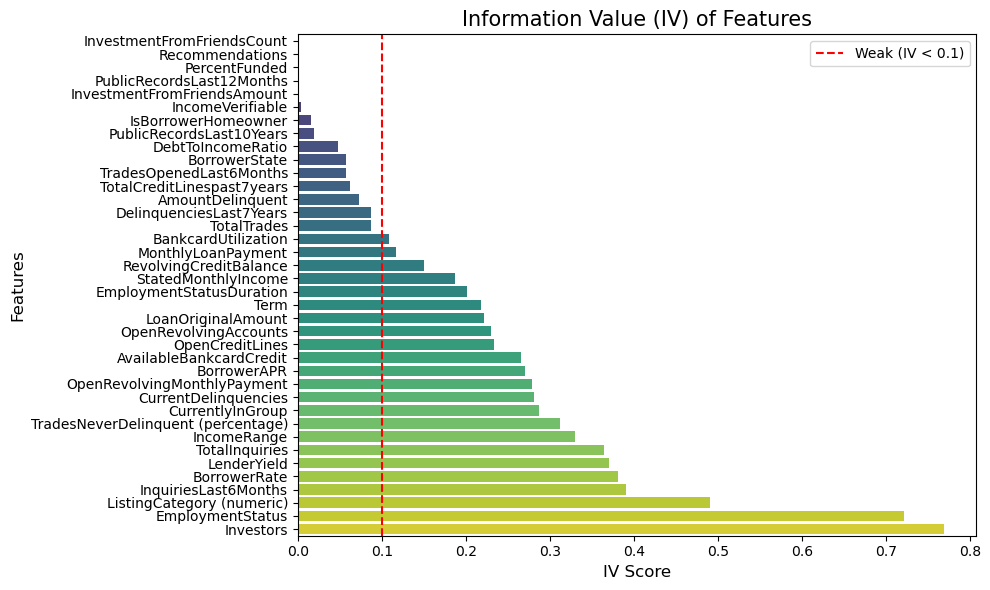 Information Value (IV) of Features
InvestmentFromFriendsCount
Recommendations
PercentFunded
PublicRecordsLast12Months
InvestmentFromFriendsAmount
IncomeVerifiable
IsBorrowerHomeowner
PublicRecordsLast10Years
DebtToIncomeRatio
BorrowerState
TradesOpenedLast6Months
TotalCreditLinespast7years
AmountDelinquent
DelinquenciesLast7Years
TotalTrades
BankcardUtilization
MonthlyLoanPayment
RevolvingCreditBalance
StatedMonthlyIncome
EmploymentStatusDuration
Term
LoanOriginalAmount
OpenRevolvingAccounts
OpenCreditLines
AvailableBankcardCredit
BorrowerAPR
OpenRevolvingMonthlyPayment
CurrentDelinquencies
CurrentlyInGroup
TradesNeverDelinquent (percentage)
IncomeRange
TotalInquiries
LenderYield
BorrowerRate
InquiriesLast6Months
ListingCategory (numeric)
EmploymentStatus
Investors
Features
Weak (IV < 0.1)
0.0 0.1 0.2 0.3 0.4 0.5 0.6 0.7 0.8
IV Score